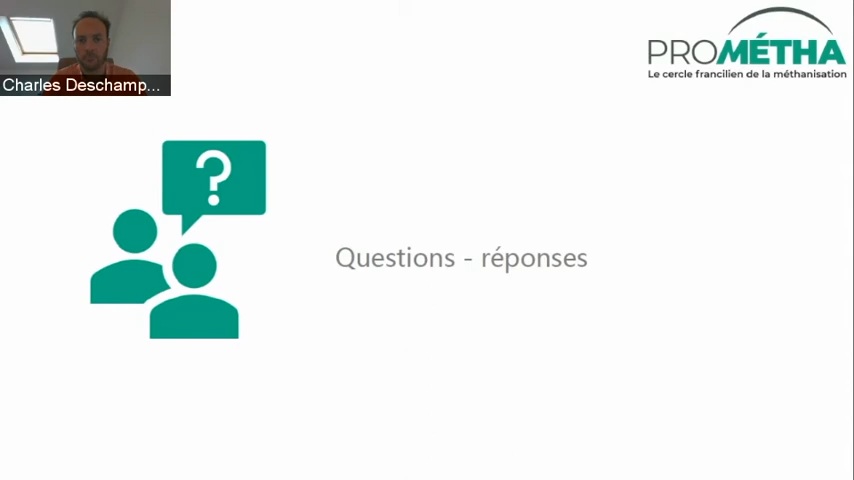 Charles Deschamp...
PROMÉTHA
Le cercle francilien de la méthanisation
?
Questions - réponses